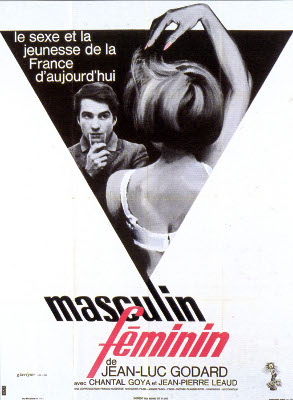 le sexe et la
jeunesse de la
France
d'aujourd'hui
masculin
féminin
de
JEAN-LUC GODARD
avec CHANTAL GOYA et JEAN-PIERRE LEAUD